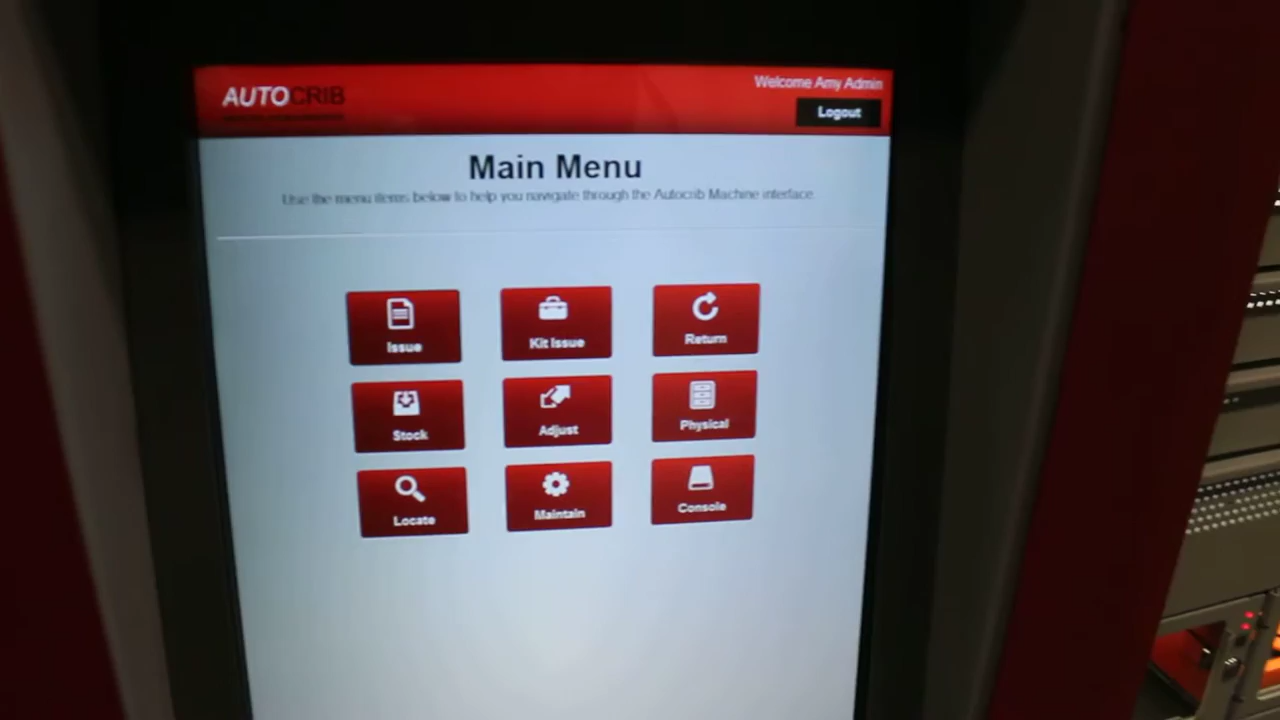 AUTOCRIB
Welcome Amy Admin
Logout
Main Menu
Use the menu items below to help you navigate through the Autocrib Machine interface.
Issue
Kit Issue
Return
Stock
Adjust
Physical
Locate
Maintain
Console